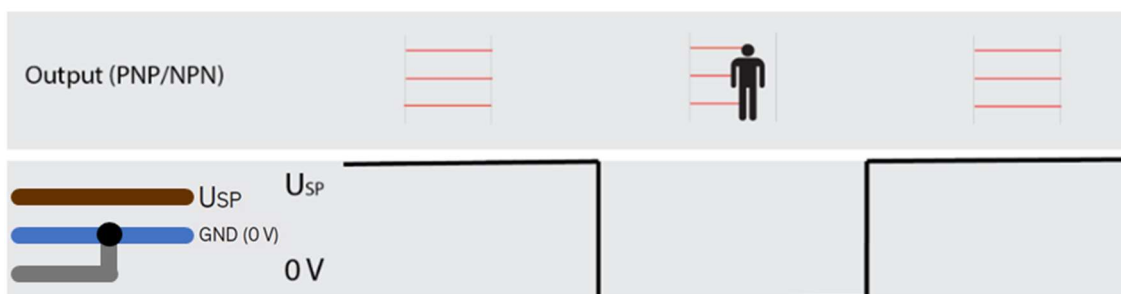 Output (PNP/NPN)
USP USP
GND (0 V)
0 V